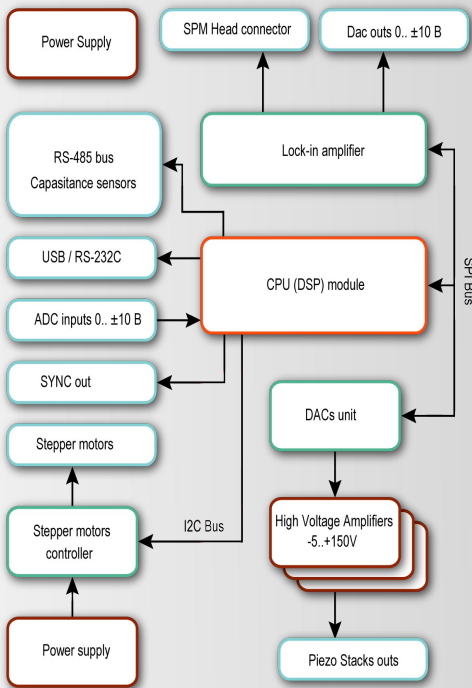 Power Supply
SPM Head connector
Dac outs 0.. ±10 B
Lock-in amplifier
RS-485 bus
Capasitance sensors
USB / RS-232C
CPU (DSP) module
SPI Bus
ADC inputs 0.. ±10 B
SYNC out
DACs unit
Stepper motors
I2C Bus
High Voltage Amplifiers
-5..+150V
Stepper motors
controller
Power supply
Piezo Stacks outs